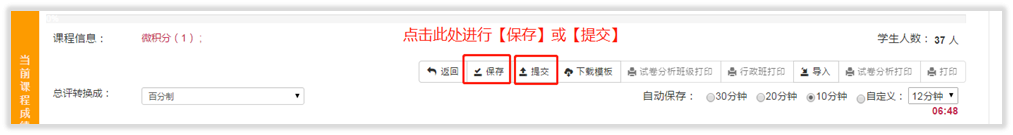 课程信息： 微积分（1）; 点击此处进行【保存】或【提交】 学生人数： 37 人
返回 保存 提交 下载模板 试卷分析班级打印 行政班打印 导入 试卷分析打印 打印
总评转换成： 百分制 自动保存： 30分钟 20分钟 10分钟 自定义： 12分钟
06:48
当前课程成